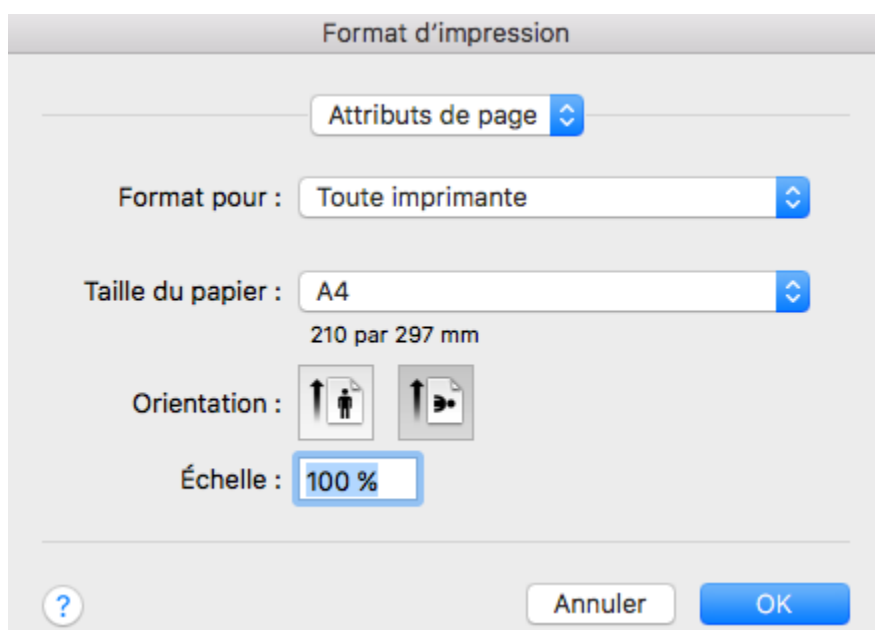 Format d’impression
Attributs de page
Format pour : Toute imprimante
Taille du papier : A4
210 par 297 mm
Orientation :
Échelle : 100 %
? Annuler OK